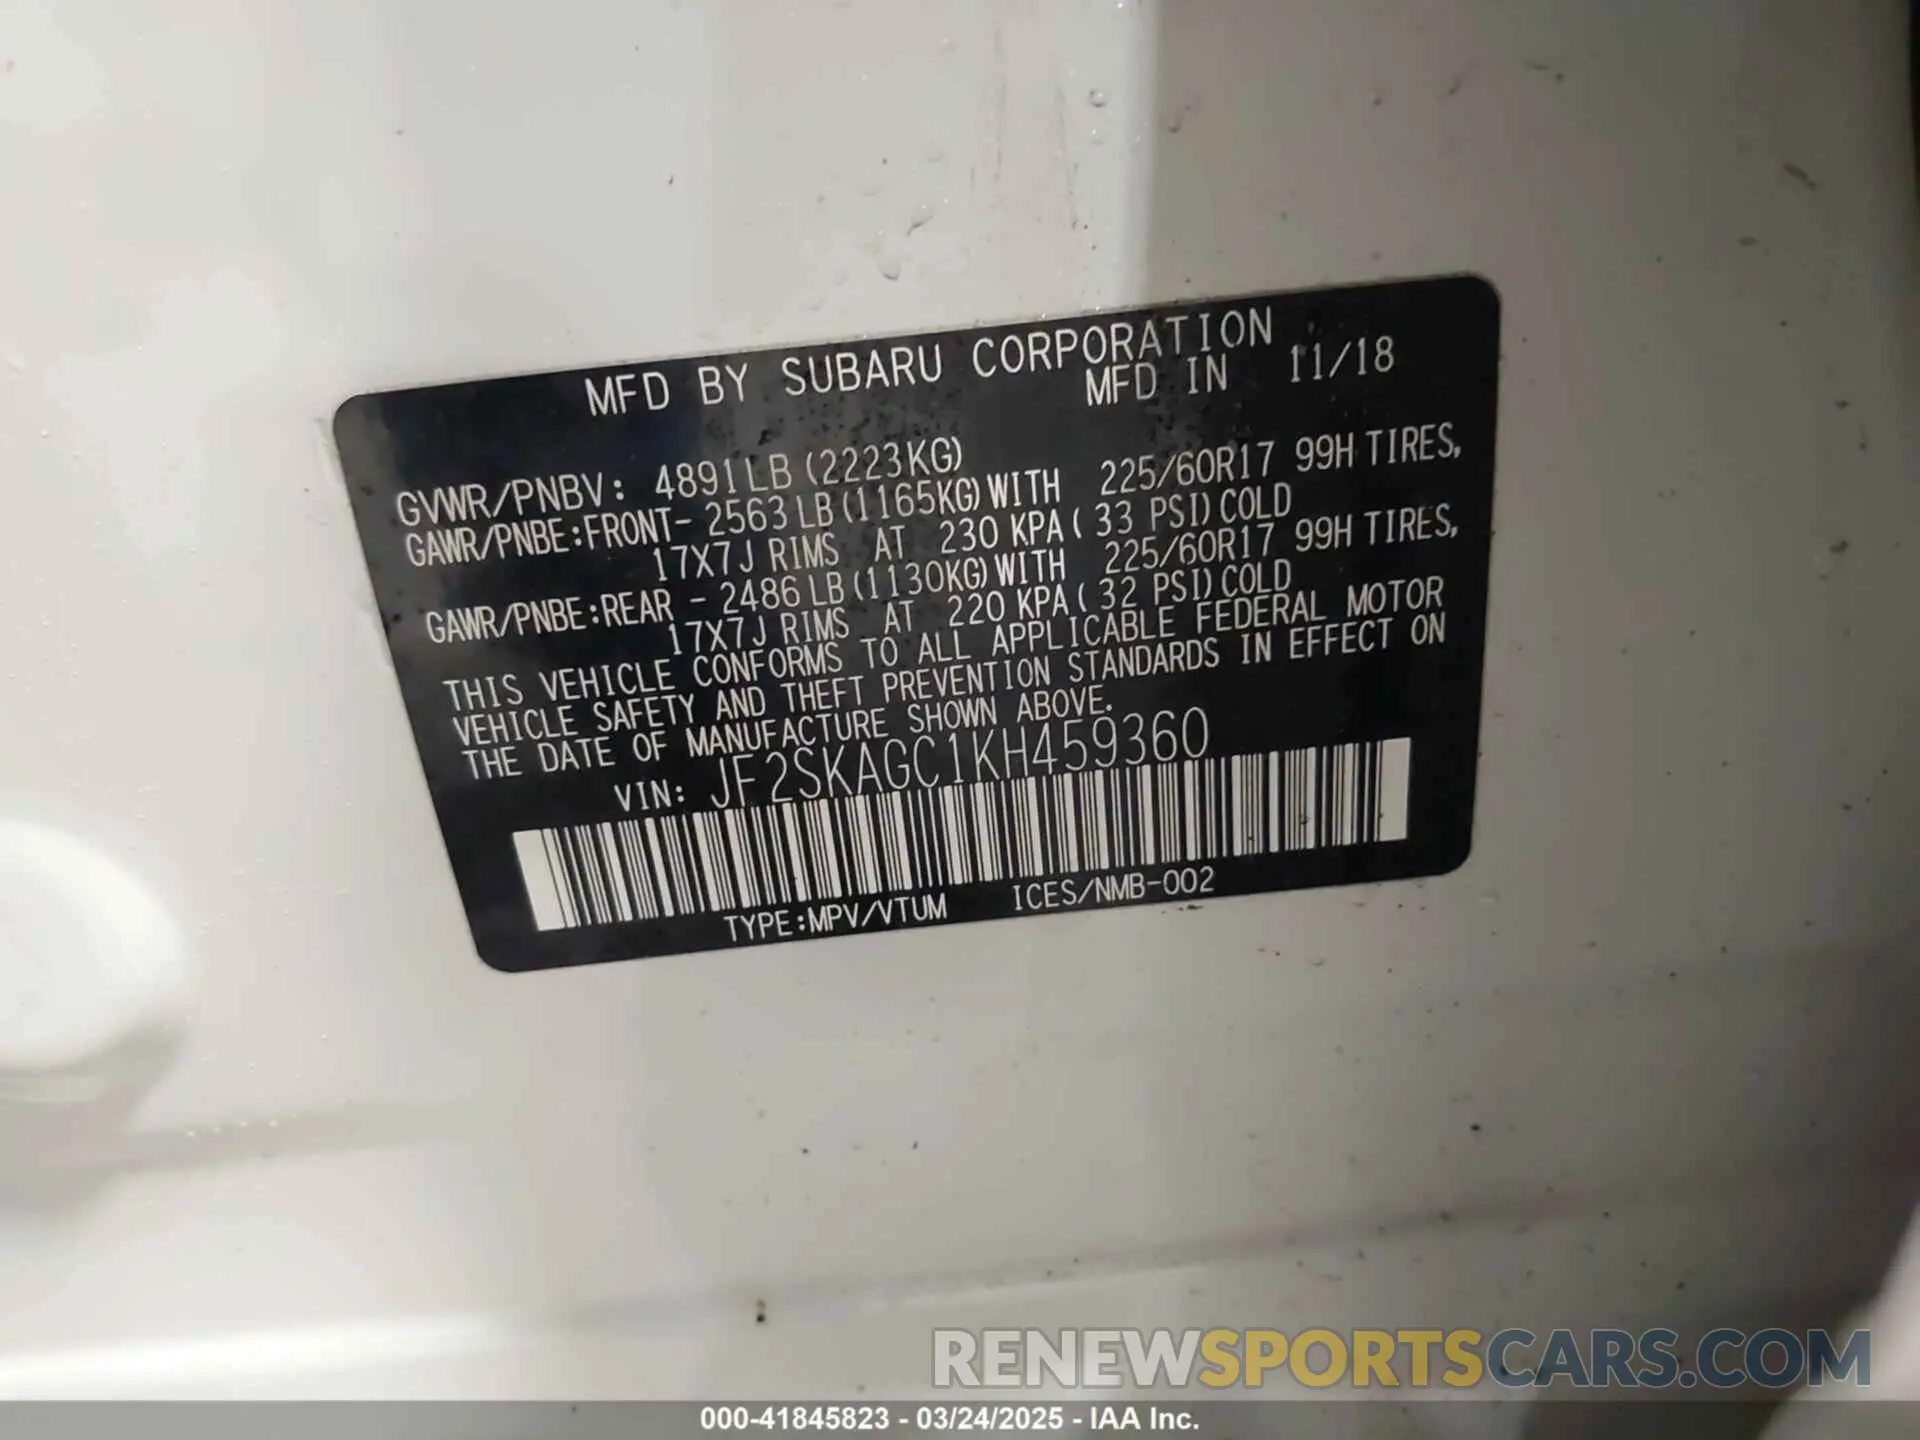 MFD BY SUBARU CORPORATION
MFD IN 11/18
GVWR/PNBV: 4891LB (2223KG)
GAWR/PNBE:FRONT- 2563LB (1165KG) WITH 225/60R17 99H TIRES,
17X7J RIMS AT 230 KPA ( 33 PSI) COLD
GAWR/PNBE:REAR - 2486LB (1130KG) WITH 225/60R17 99H TIRES,
17X7J RIMS AT 220 KPA ( 32 PSI) COLD
THIS VEHICLE CONFORMS TO ALL APPLICABLE FEDERAL MOTOR
VEHICLE SAFETY AND THEFT PREVENTION STANDARDS IN EFFECT ON
THE DATE OF MANUFACTURE SHOWN ABOVE.
VIN: JF2SKAGC1KH459360
TYPE:MPV/VTUM ICES/NMB-002
RENEWSPORTSCARS.COM
000-41845823 - 03/24/2025 - IAA Inc.